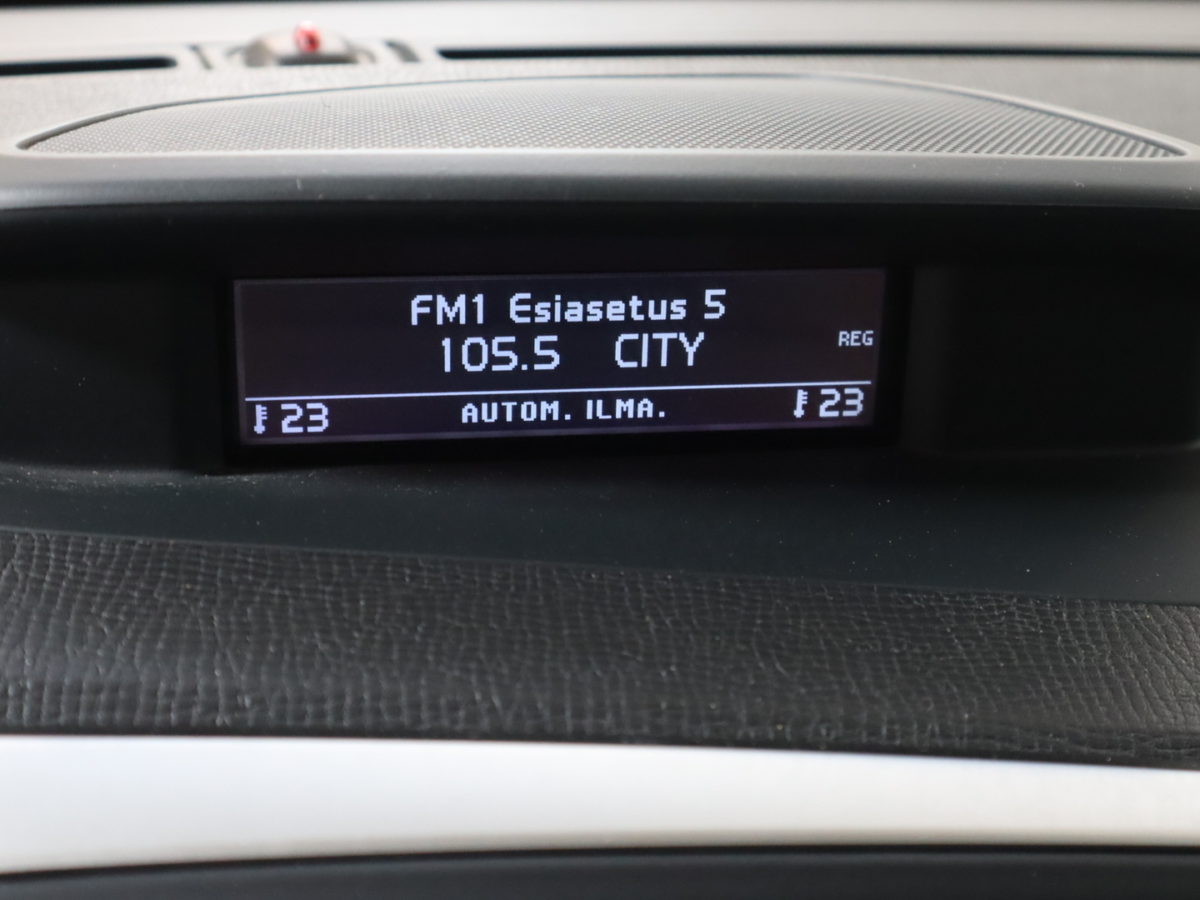 FM1 Esiasetus 5
105.5 CITY
REG
23 AUTOM. ILMA. 23